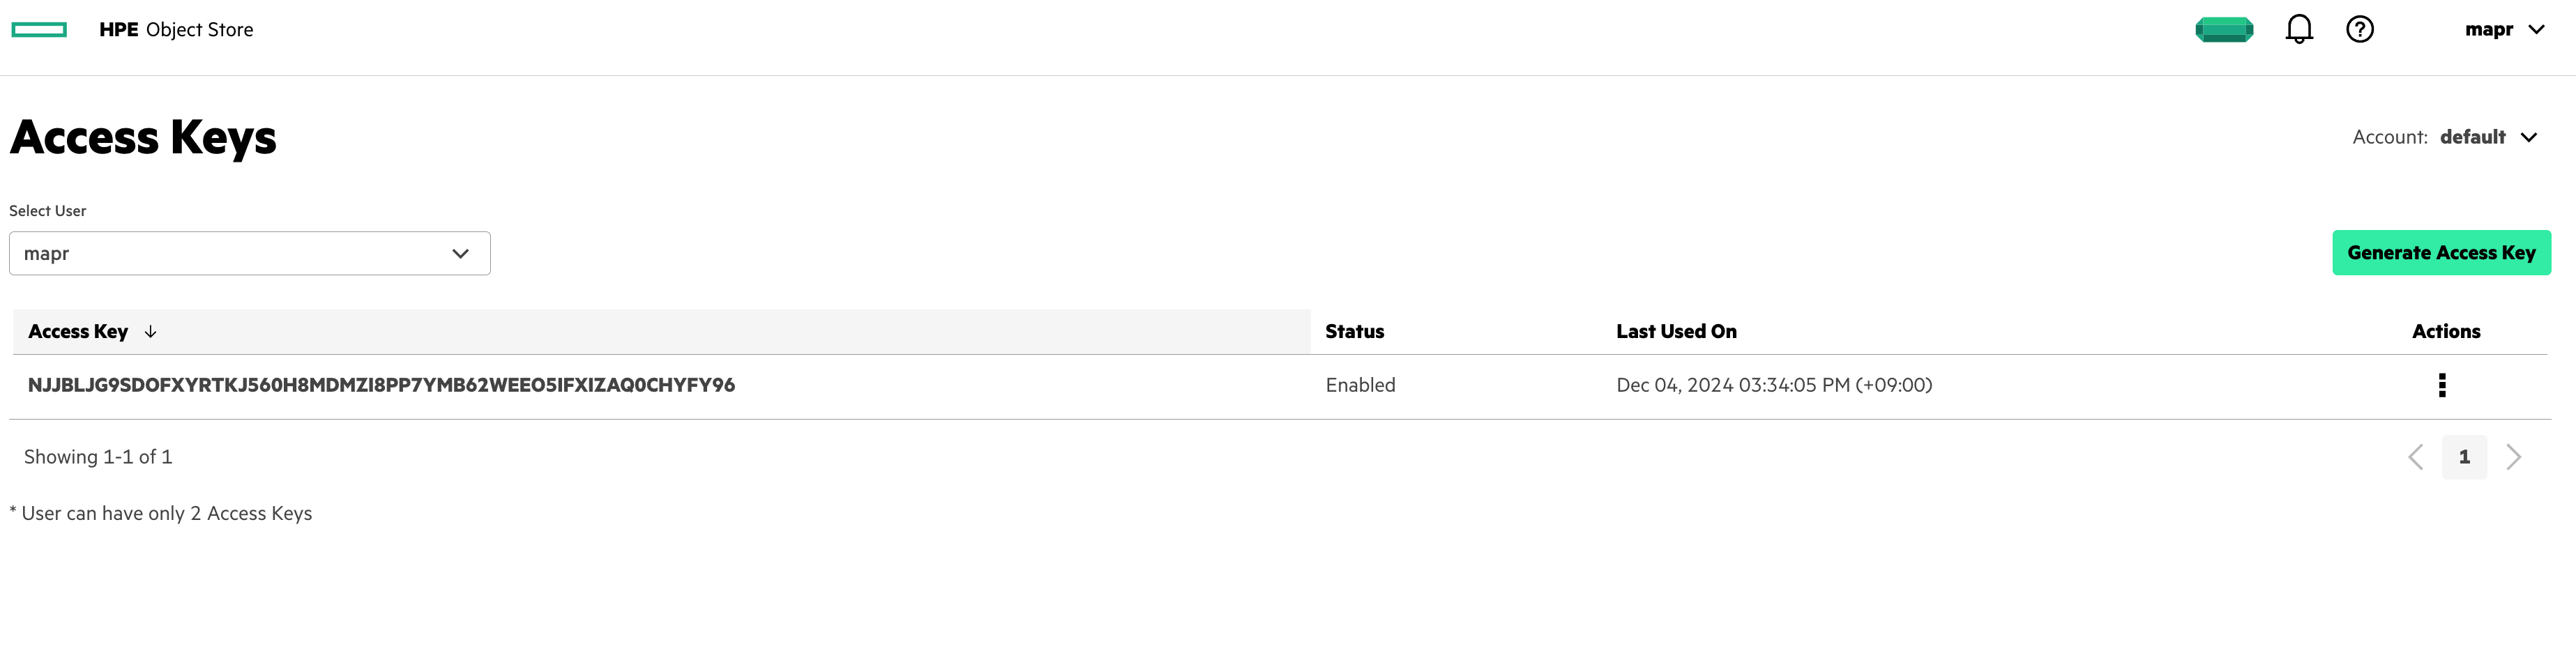 HPE Object Store
mapr
Access Keys
Account: default
Select User
mapr
Generate Access Key
Access Key Status Last Used On Actions
NJJBLJG9SDOFXYRTKJ560H8MDMZI8PP7YMB62WEEO5IFXIZAQ0CHYFY96 Enabled Dec 04, 2024 03:34:05 PM (+09:00)
Showing 1-1 of 1
1
* User can have only 2 Access Keys